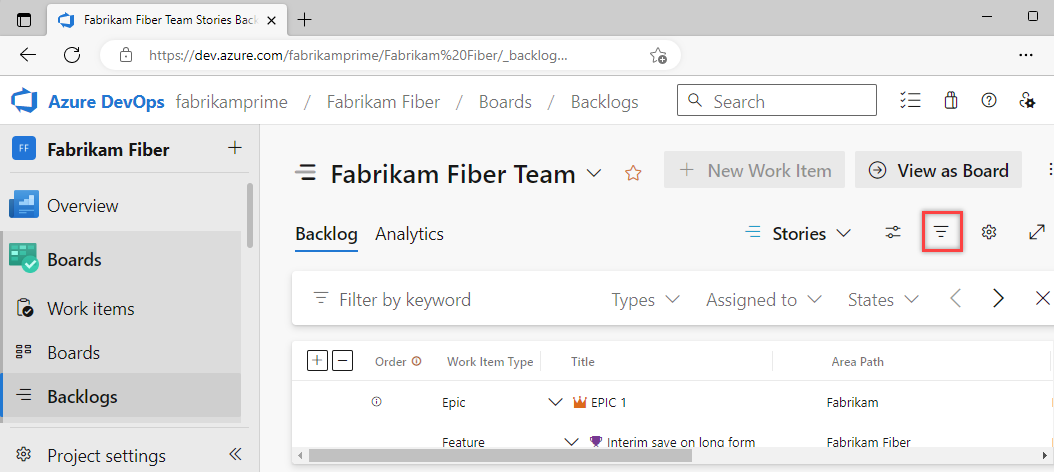 Fabrikam Fiber Team Stories Back
https://dev.azure.com/fabrikamprime/Fabrikam%20Fiber/_backlog...
Azure DevOps fabrikamprime / Fabrikam Fiber / Boards / Backlogs
Search
FF Fabrikam Fiber
Fabrikam Fiber Team
New Work Item
View as Board
Overview
Backlog Analytics
Stories
Boards
Filter by keyword Types Assigned to States
Work items
Boards
Order Work Item Type Title Area Path
Backlogs
Epic EPIC 1 Fabrikam
Feature Interim save on long form Fabrikam Fiber
Project settings